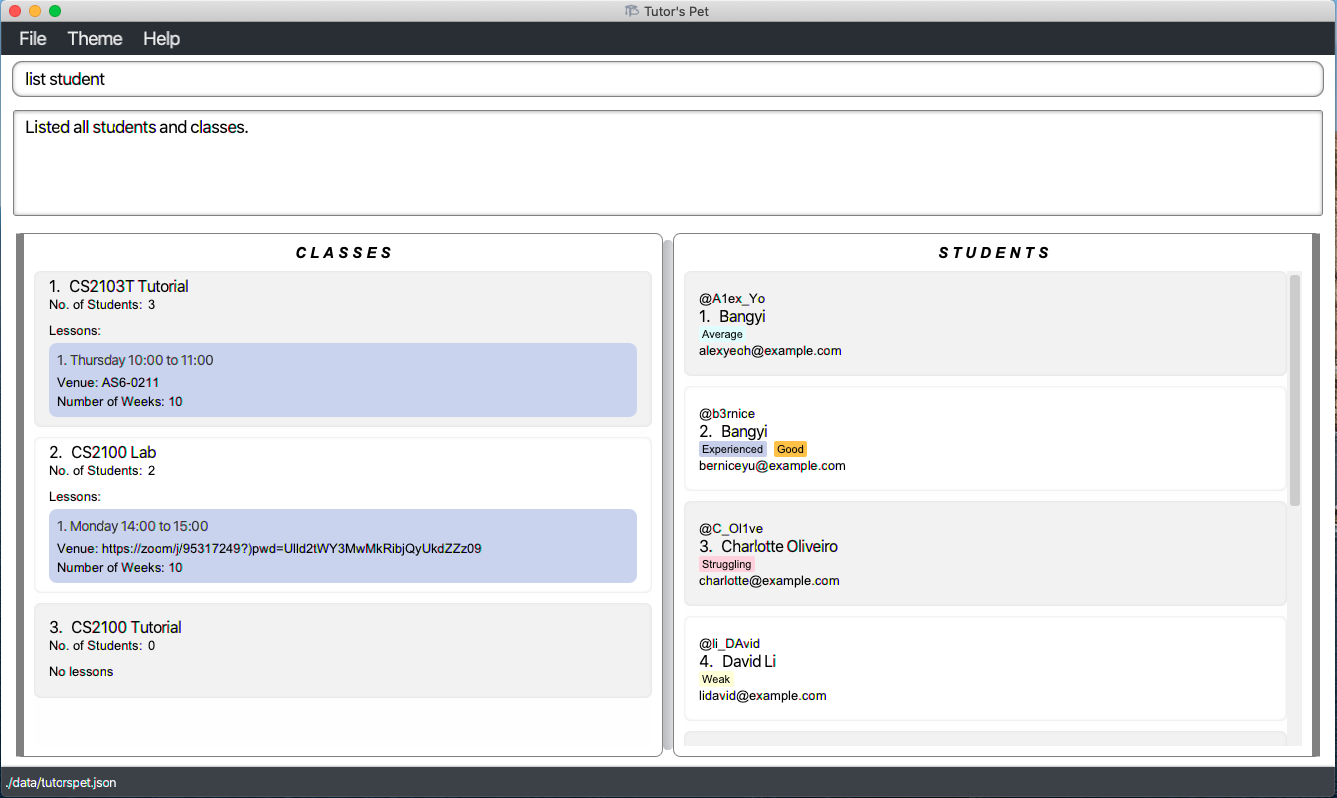 Tutor's Pet
File Theme Help
list student
Listed all students and classes.
CLASSES
1. CS2103T Tutorial
No. of Students: 3
Lessons:
1. Thursday 10:00 to 11:00
Venue: AS6-0211
Number of Weeks: 10
2. CS2100 Lab
No. of Students: 2
Lessons:
1. Monday 14:00 to 15:00
Venue: https://zoom/j/95317249?)pwd=Ulld2tWY3MwMkRibjQyUkdZZz09
Number of Weeks: 10
3. CS2100 Tutorial
No. of Students: 0
No lessons
STUDENTS
@A1ex_Yo
1. Bangyi
Average
alexyeoh@example.com
@b3rnice
2. Bangyi
Experienced Good
berniceyu@example.com
@C_Ol1ve
3. Charlotte Oliveiro
Struggling
charlotte@example.com
@li_DAvid
4. David Li
Weak
lidavid@example.com
./data/tutorspet.json